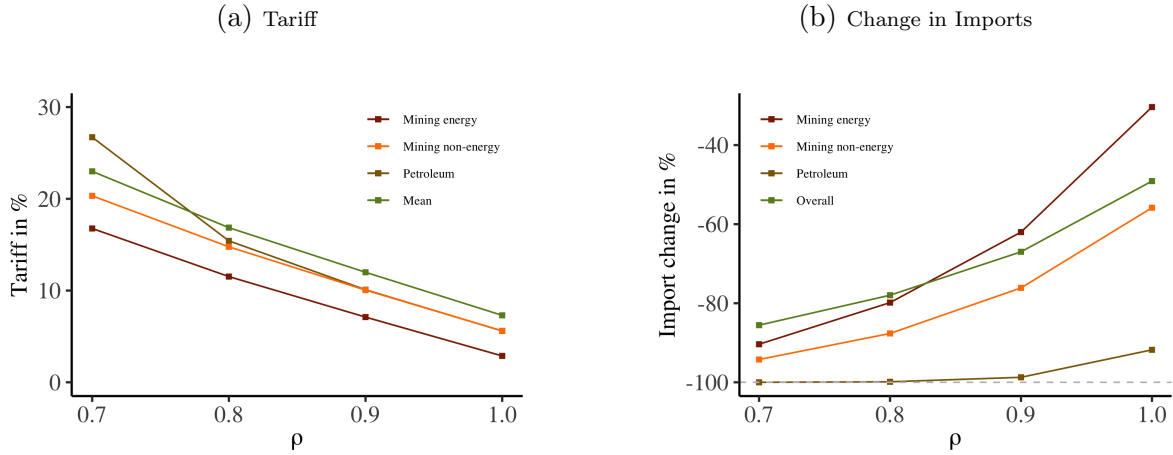 (a) Tariff
Tariff in %
30
20
10
0
Mining energy
Mining non-energy
Petroleum
Mean
0.7 0.8 0.9 1.0
ρ
(b) Change in Imports
Import change in %
-40
-60
-80
-100
Mining energy
Mining non-energy
Petroleum
Overall
0.7 0.8 0.9 1.0
ρ